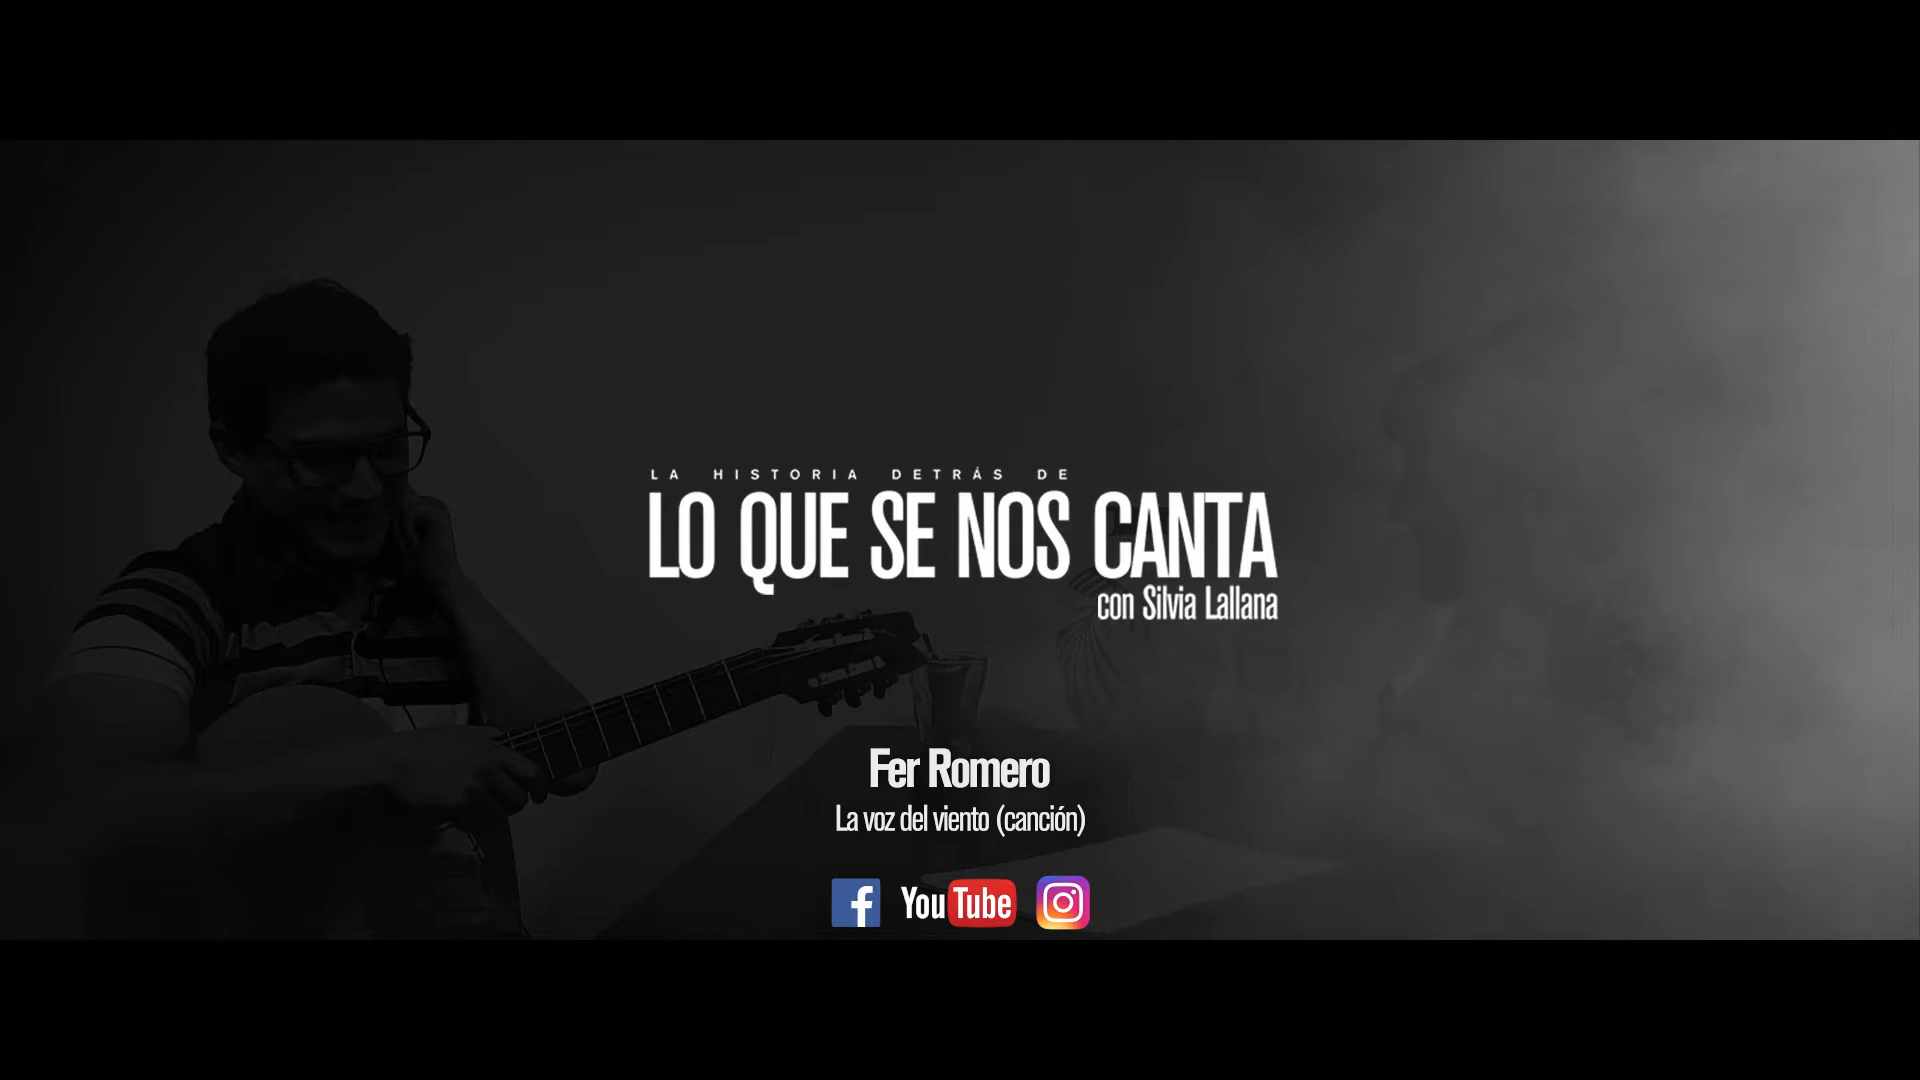 LA HISTORIA DETRÁS DE
LO QUE SE NOS CANTA
con Silvia Lallana
Fer Romero
La voz del viento (canción)
f YouTube